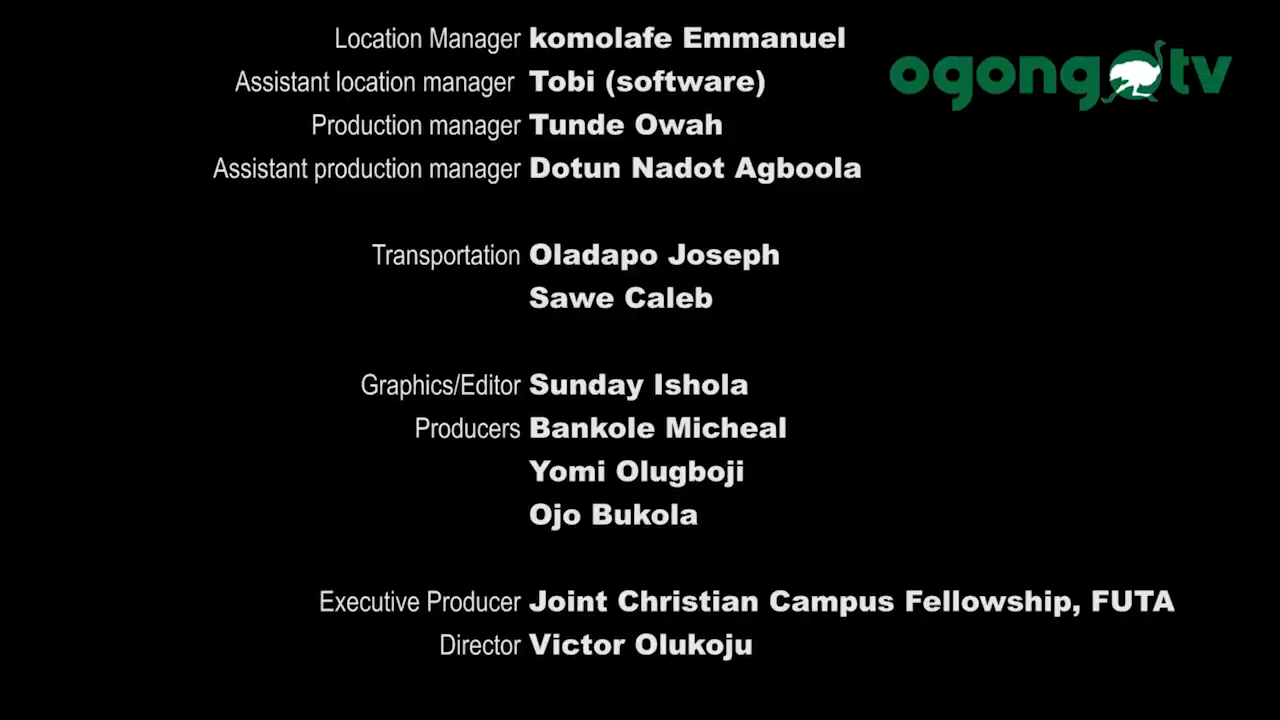 Location Manager komolafe Emmanuel
ogongotv
Assistant location manager Tobi (software)
Production manager Tunde Owah
Assistant production manager Dotun Nadot Agboola
Transportation Oladapo Joseph
Sawe Caleb
Graphics/Editor Sunday Ishola
Producers Bankole Micheal
Yomi Olugboji
Ojo Bukola
Executive Producer Joint Christian Campus Fellowship, FUTA
Director Victor Olukoju